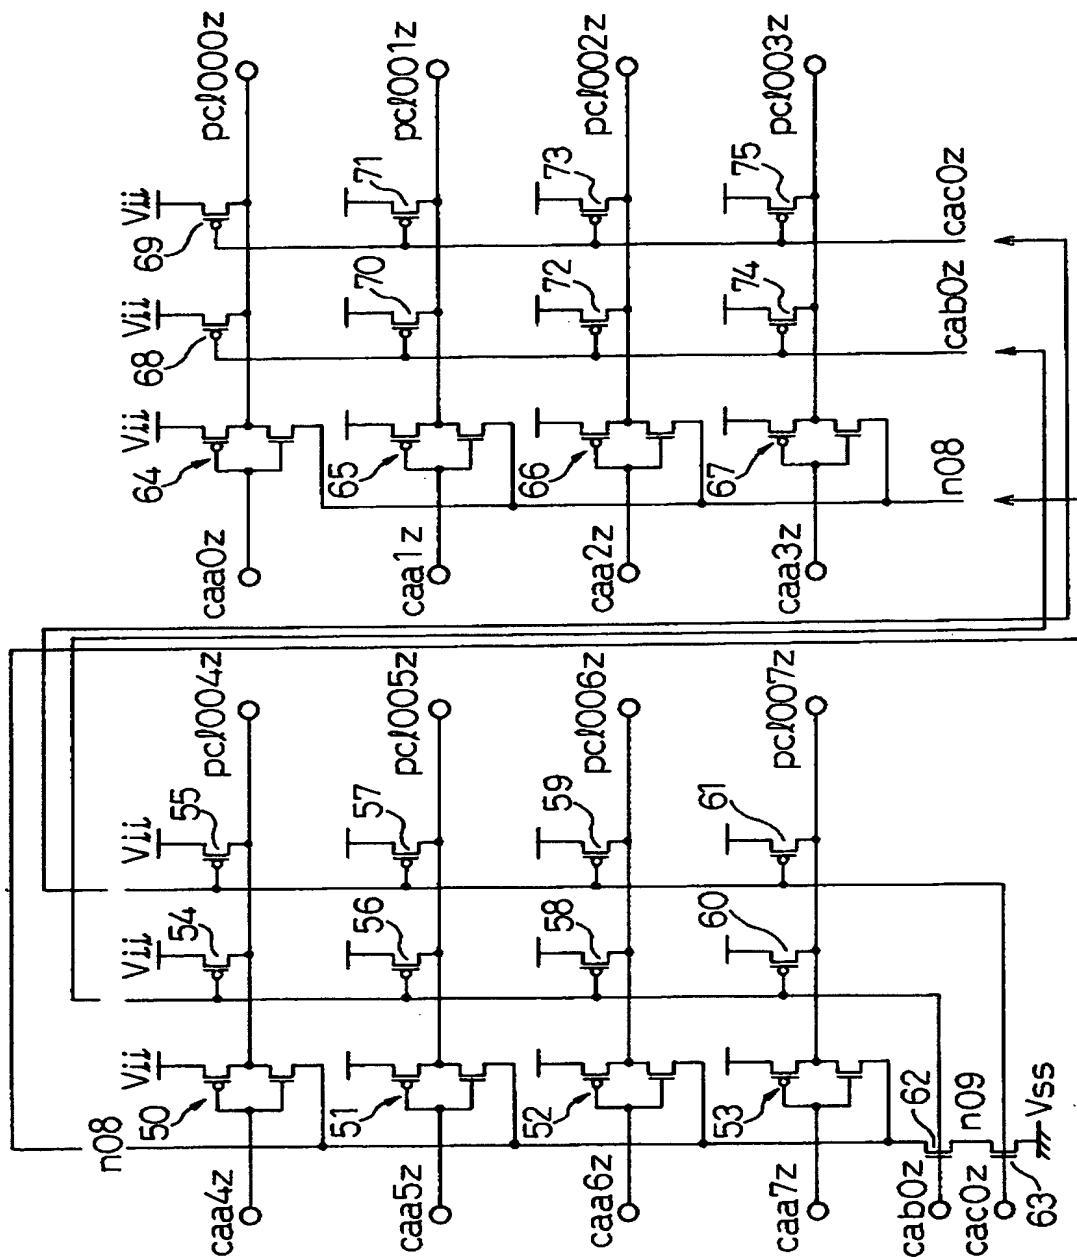 Vii
Vii
Vii
64
68
69
pcl000z
caa0z
65
70
71
pcl001z
caa1z
66
72
73
pcl002z
caa2z
67
74
75
pcl003z
caa3z
n08
cab0z
cac0z
n08
Vii
Vii
Vii
50
54
55
pcl004z
caa4z
51
56
57
pcl005z
caa5z
52
58
59
pcl006z
caa6z
53
60
61
pcl007z
caa7z
cab0z
62
n09
cac0z
63
Vss